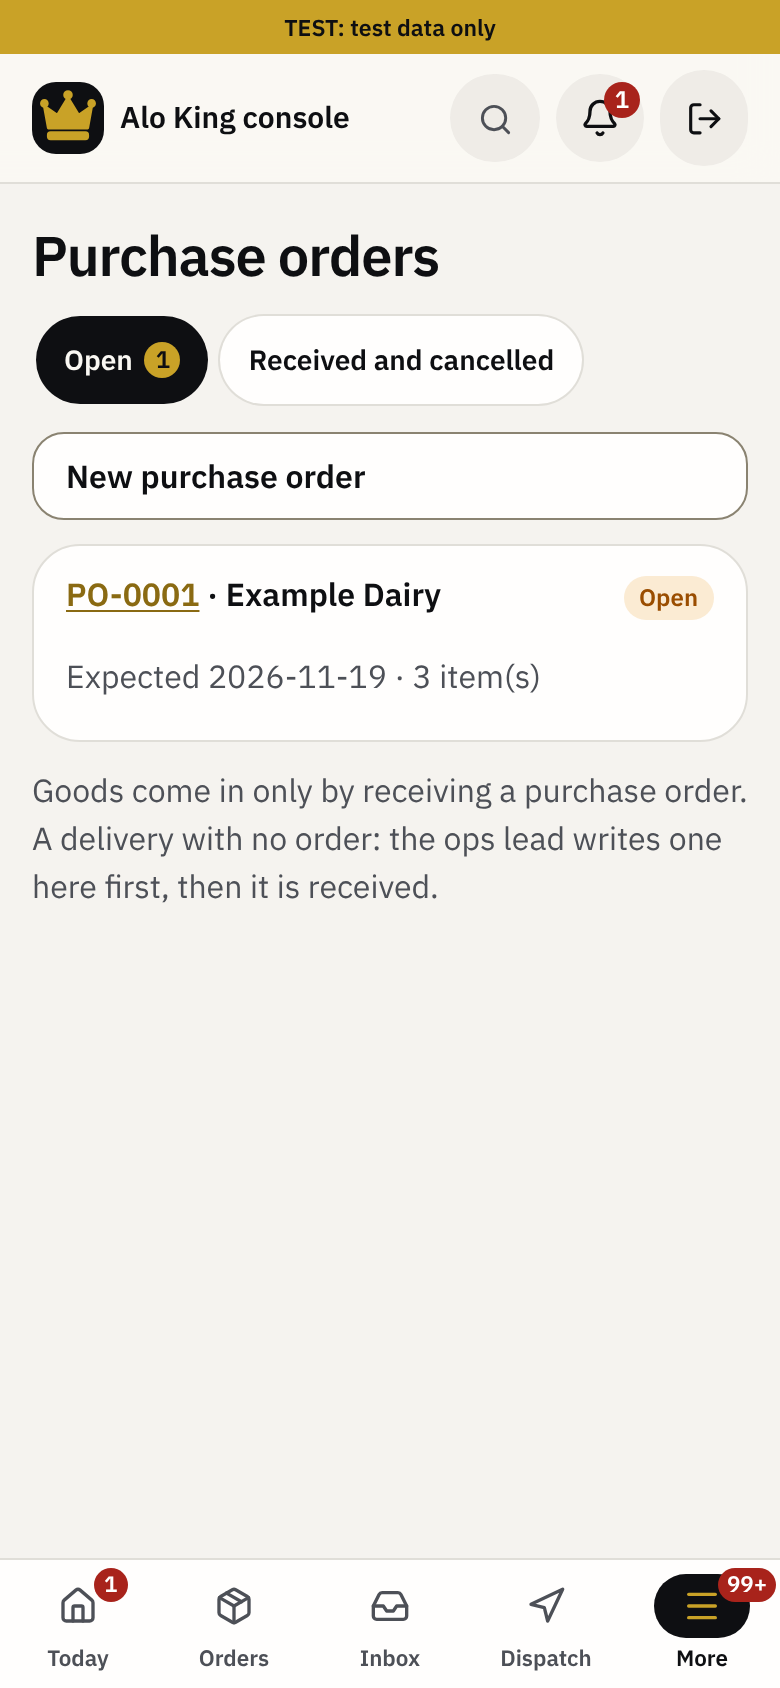 TEST: test data only
Alo King console
1
Purchase orders
Open 1
Received and cancelled
New purchase order
PO-0001 · Example Dairy
Open
Expected 2026-11-19 · 3 item(s)
Goods come in only by receiving a purchase order.
A delivery with no order: the ops lead writes one
here first, then it is received.
1
99+
Today
Orders
Inbox
Dispatch
More